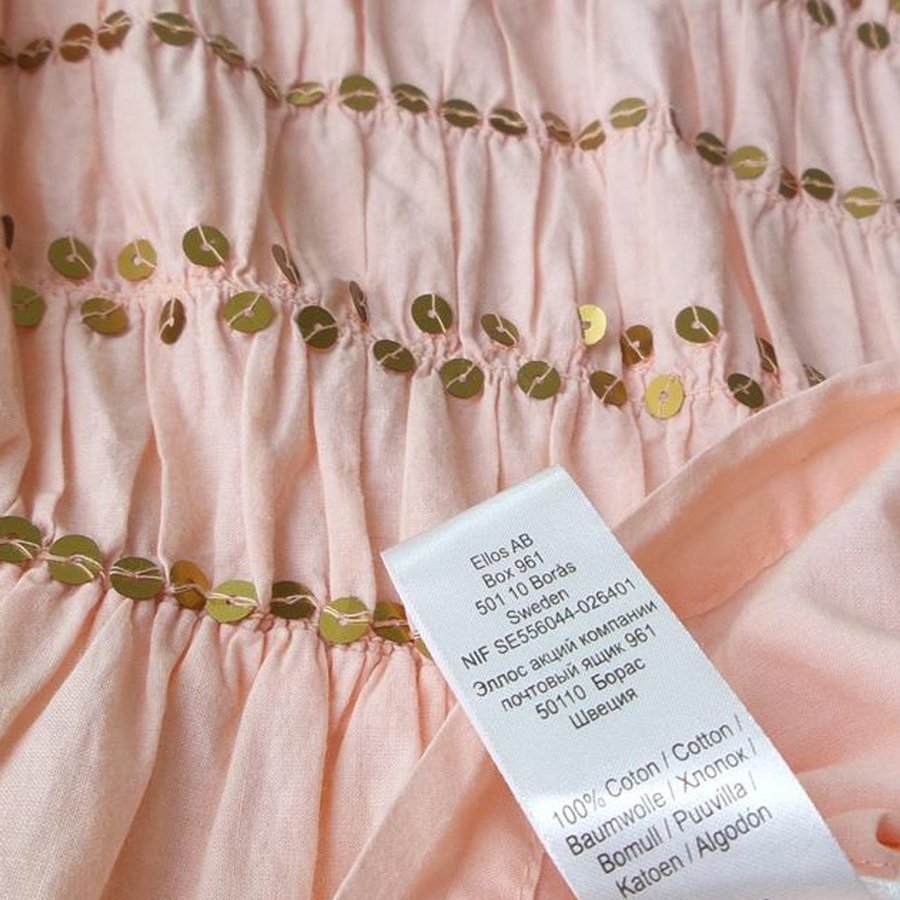 Ellos AB
Box 961
501 10 Borås
Sweden
NIF SE556044-026401
Эллос акций компании
почтовый ящик 961
50110 Борас
Швеция
100% Coton / Cotton /
Baumwolle / Хлопок /
Bomull / Puuvilla /
Katoen / Algodón